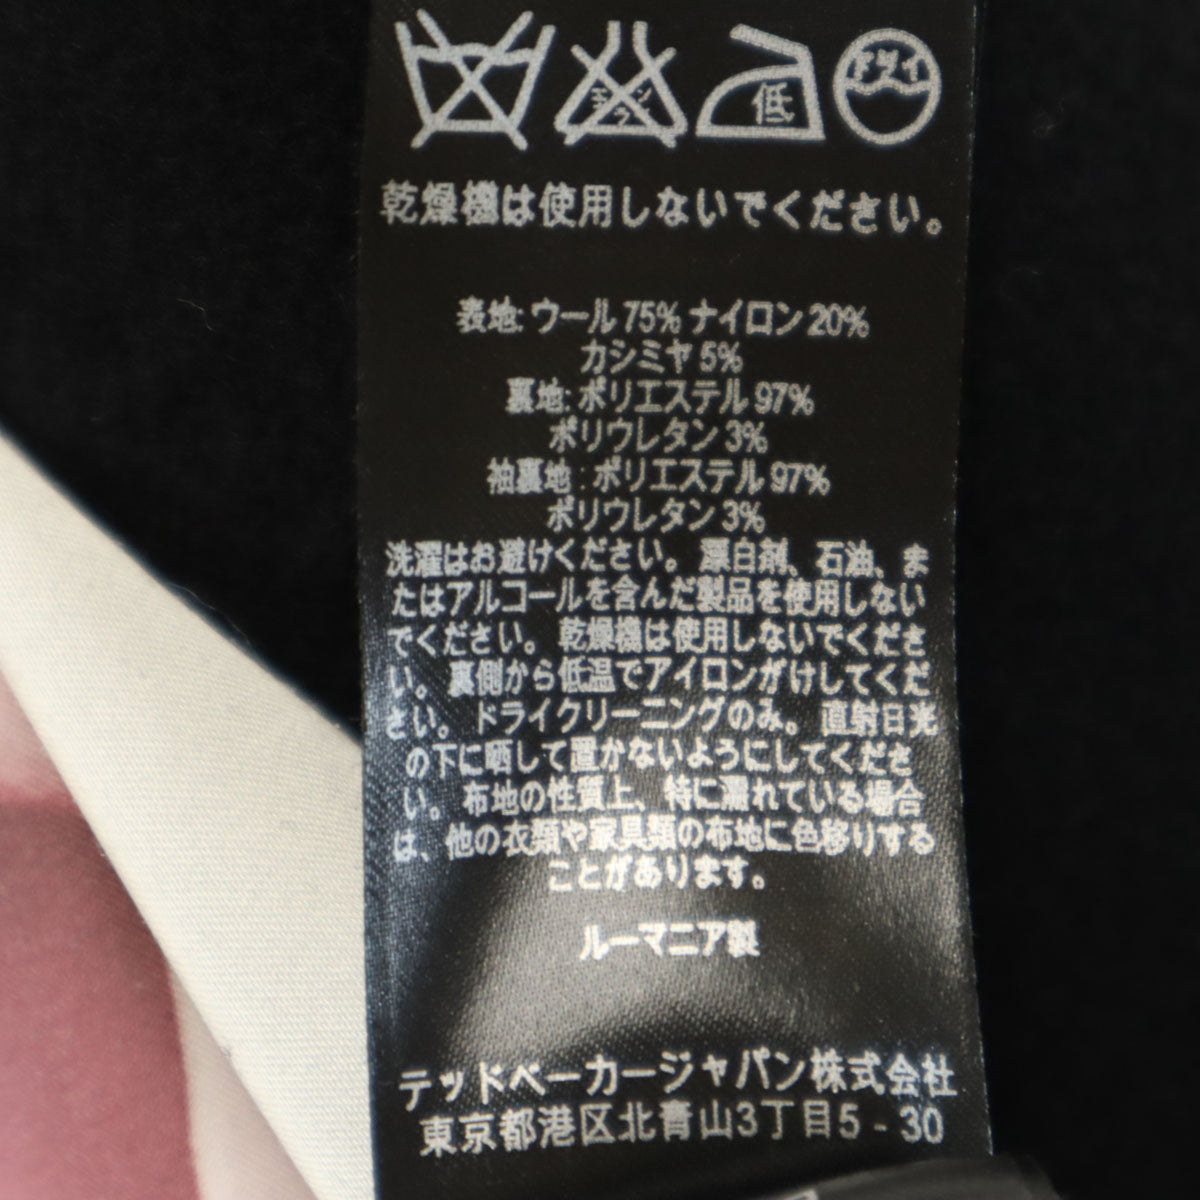 エンソサラシ
低
ドライ
乾燥機は使用しないでください。
表地: ウール 75% ナイロン 20%
カシミヤ 5%
裏地: ポリエステル 97%
ポリウレタン 3%
袖裏地 : ポリエステル 97%
ポリウレタン 3%
洗濯はお避けください。漂白剤、石油、ま
たはアルコールを含んだ製品を使用しない
でください。乾燥機は使用しないでくださ
い。裏側から低温でアイロンがけしてくだ
さい。ドライクリーニングのみ。直射日光
の下に晒して置かないようにしてくださ
い。布地の性質上、特に濡れている場合
は、他の衣類や家具類の布地に色移りする
ことがあります。
ルーマニア製
テッドベーカージャパン株式会社
東京都港区北青山3丁目5 - 30